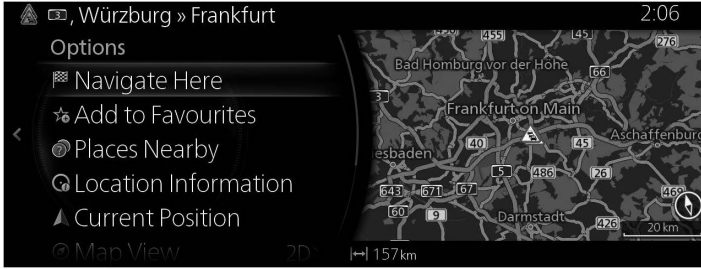 3 , Würzburg » Frankfurt
2:06
Options
Navigate Here
Add to Favourites
Places Nearby
Location Information
Current Position
Map View 2D
455
45
276
Bad Homburg vor der Höhe
66
3
Frankfurt on Main
40
45
Aschaffenburg
esbaden
5
486
26
643
671
67
469
60
9
Darmstadt
426
20 km
157km